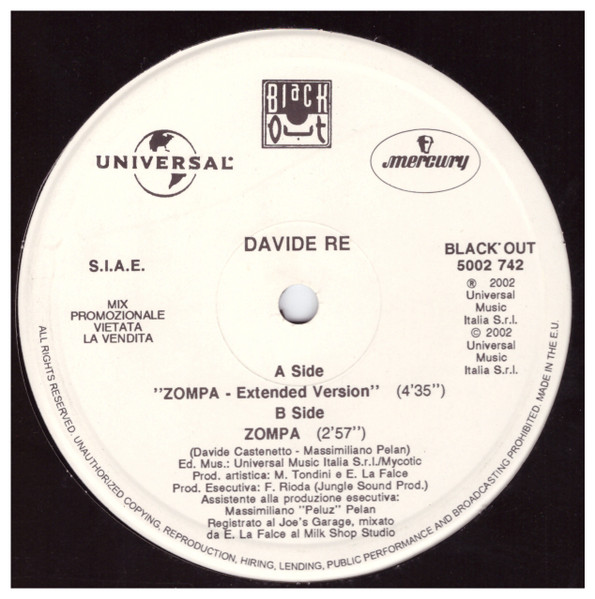 Black
Out
UNIVERSAL
mercury
DAVIDE RE
S.I.A.E.
BLACK OUT
5002 742
MIX
PROMOZIONALE
VIETATA
LA VENDITA
℗ 2002
Universal
Music
Italia S.r.l.
© 2002
Universal
Music
Italia S.r.l.
A Side
"ZOMPA - Extended Version" (4'35")
B Side
ZOMPA (2'57")
(Davide Castenetto - Massimiliano Pelan)
Ed. Mus.: Universal Music Italia S.r.l./Mycotic
Prod. artistica: M. Tondini e E. La Falce
Prod. Esecutiva: F. Rioda (Jungle Sound Prod.)
Assistente alla produzione esecutiva:
Massimiliano "Peluz" Pelan
Registrato al Joe's Garage, mixato
da E. La Falce al Milk Shop Studio
ALL RIGHTS RESERVED. UNAUTHORIZED COPYING, REPRODUCTION, HIRING, LENDING, PUBLIC PERFORMANCE AND BROADCASTING PROHIBITED. MADE IN THE E.U.